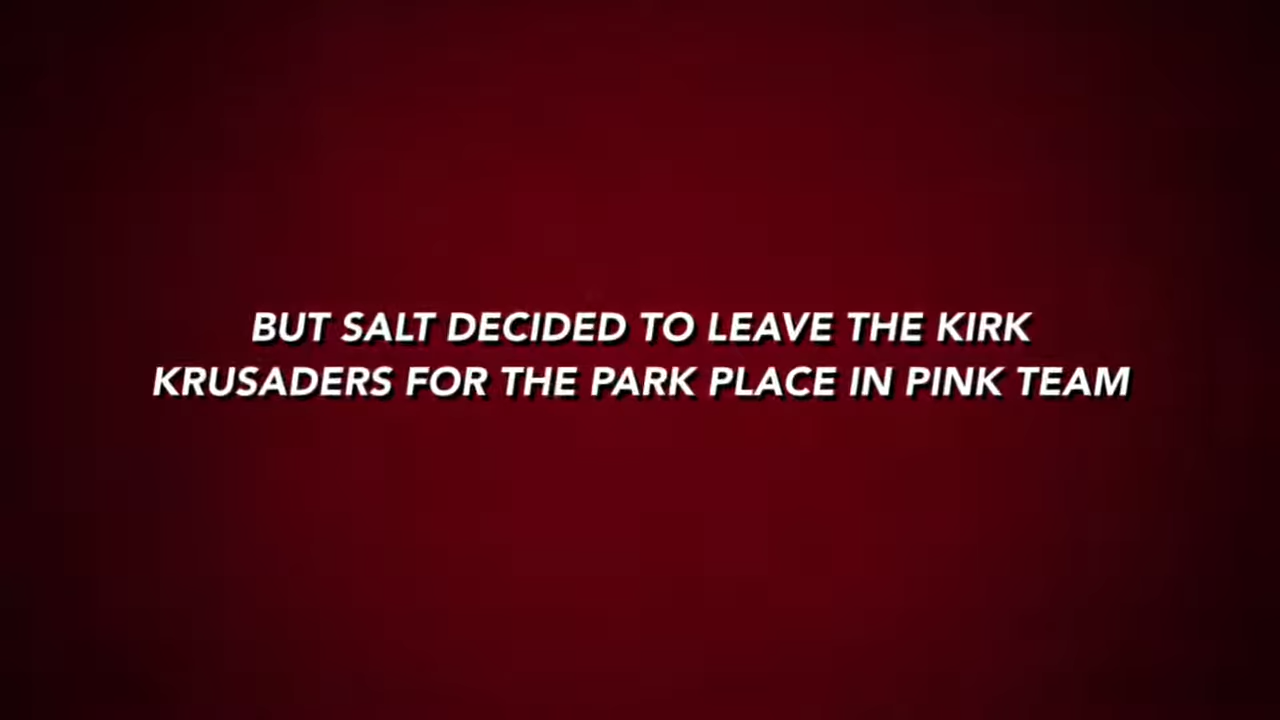 BUT SALT DECIDED TO LEAVE THE KIRK
KRUSADERS FOR THE PARK PLACE IN PINK TEAM